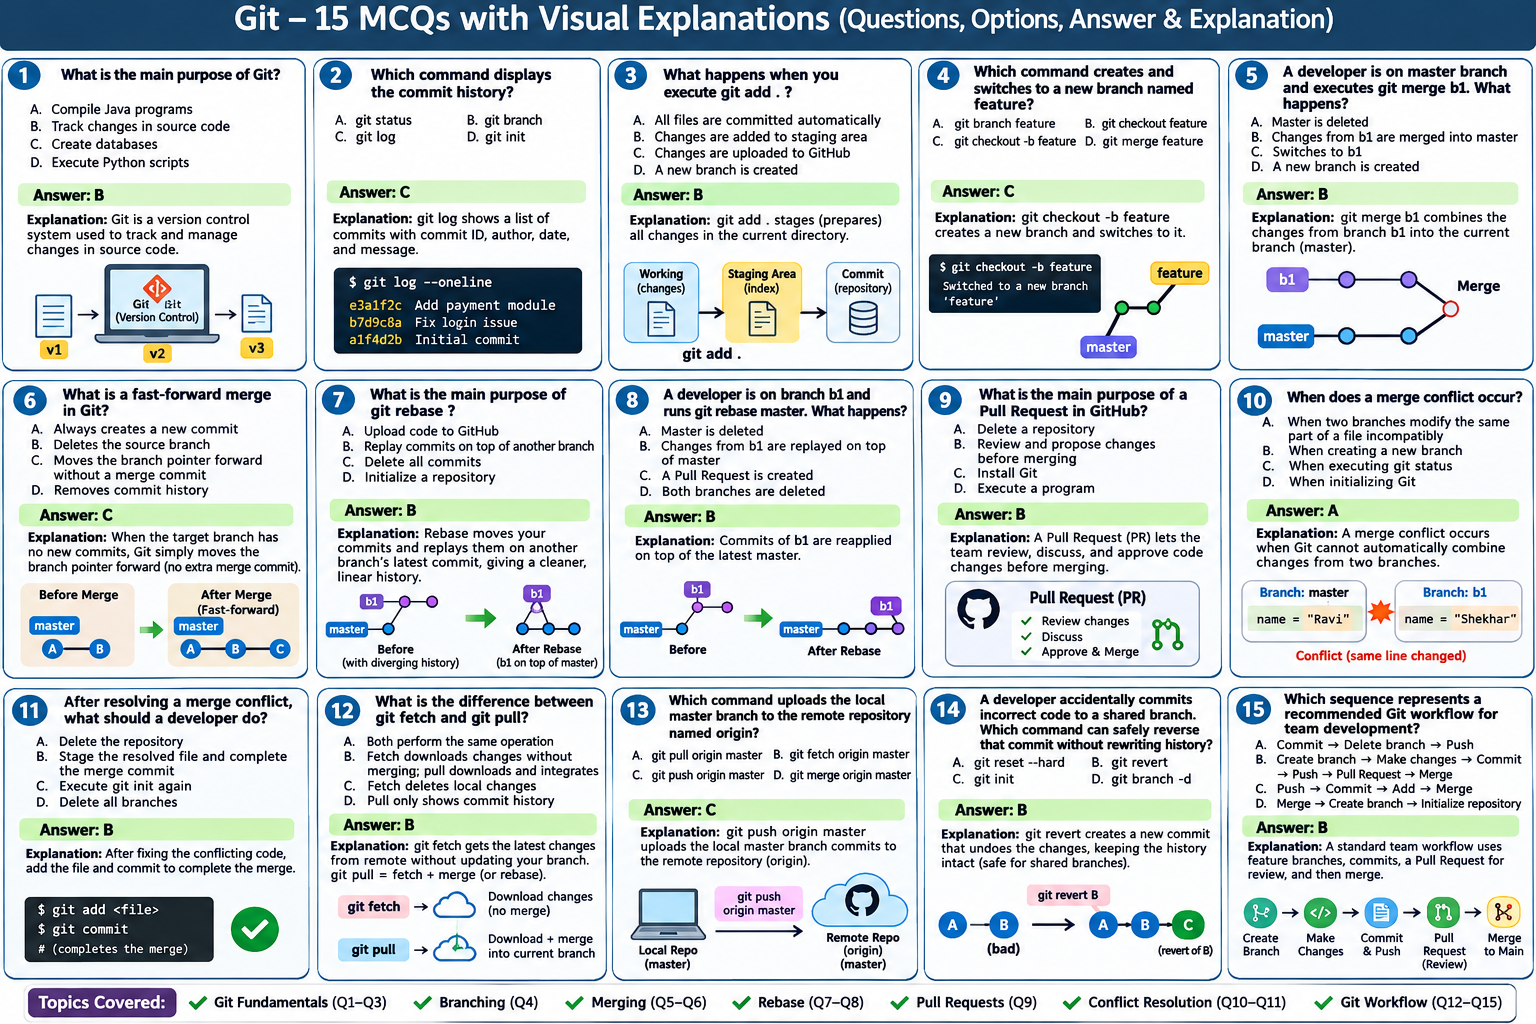 Git – 15 MCQs with Visual Explanations (Questions, Options, Answer & Explanation)
1
What is the main purpose of Git?
A. Compile Java programs
B. Track changes in source code
C. Create databases
D. Execute Python scripts
Answer: B
Explanation: Git is a version control
system used to track and manage
changes in source code.
Git
(Version Control)
v1
v2
v3
2
Which command displays
the commit history?
A. git status B. git branch
C. git log D. git init
Answer: C
Explanation: git log shows a list of
commits with commit ID, author, date,
and message.
$ git log --oneline
e3a1f2c Add payment module
b7d9c8a Fix login issue
a1f4d2b Initial commit
3
What happens when you
execute git add . ?
A. All files are committed automatically
B. Changes are added to staging area
C. Changes are uploaded to GitHub
D. A new branch is created
Answer: B
Explanation: git add . stages (prepares)
all changes in the current directory.
Working
(changes)
Staging Area
(index)
Commit
(repository)
git add .
4
Which command creates and
switches to a new branch named
feature?
A. git branch feature B. git checkout feature
C. git checkout -b feature D. git merge feature
Answer: C
Explanation: git checkout -b feature
creates a new branch and switches to it.
$ git checkout -b feature
Switched to a new branch
'feature'
feature
master
5
A developer is on master branch
and executes git merge b1. What
happens?
A. Master is deleted
B. Changes from b1 are merged into master
C. Switches to b1
D. A new branch is created
Answer: B
Explanation: git merge b1 combines the
changes from branch b1 into the current
branch (master).
b1
Merge
master
6
What is a fast-forward merge
in Git?
A. Always creates a new commit
B. Deletes the source branch
C. Moves the branch pointer forward
without a merge commit
D. Removes commit history
Answer: C
Explanation: When the target branch has
no new commits, Git simply moves the
branch pointer forward (no extra merge commit).
Before Merge
master
A B
After Merge
(Fast-forward)
master
A B C
7
What is the main purpose of
git rebase ?
A. Upload code to GitHub
B. Replay commits on top of another branch
C. Delete all commits
D. Initialize a repository
Answer: B
Explanation: Rebase moves your
commits and replays them on another
branch's latest commit, giving a cleaner,
linear history.
b1
master
Before
(with diverging history)
b1
After Rebase
(b1 on top of master)
8
A developer is on branch b1 and
runs git rebase master. What happens?
A. Master is deleted
B. Changes from b1 are replayed on top
of master
C. A Pull Request is created
D. Both branches are deleted
Answer: B
Explanation: Commits of b1 are reapplied
on top of the latest master.
b1
master
Before
b1
master
After Rebase
9
What is the main purpose of a
Pull Request in GitHub?
A. Delete a repository
B. Review and propose changes
before merging
C. Install Git
D. Execute a program
Answer: B
Explanation: A Pull Request (PR) lets the
team review, discuss, and approve code
changes before merging.
Pull Request (PR)
Review changes
Discuss
Approve & Merge
10
When does a merge conflict occur?
A. When two branches modify the same
part of a file incompatibly
B. When creating a new branch
C. When executing git status
D. When initializing Git
Answer: A
Explanation: A merge conflict occurs
when Git cannot automatically combine
changes from two branches.
Branch: master
name = "Ravi"
Branch: b1
name = "Shekhar"
Conflict (same line changed)
11
After resolving a merge conflict,
what should a developer do?
A. Delete the repository
B. Stage the resolved file and complete
the merge commit
C. Execute git init again
D. Delete all branches
Answer: B
Explanation: After fixing the conflicting code,
add the file and commit to complete the merge.
$ git add <file>
$ git commit
# (completes the merge)
12
What is the difference between
git fetch and git pull?
A. Both perform the same operation
B. Fetch downloads changes without
merging; pull downloads and integrates
C. Fetch deletes local changes
D. Pull only shows commit history
Answer: B
Explanation: git fetch gets the latest changes
from remote without updating your branch.
git pull = fetch + merge (or rebase).
git fetch
Download changes
(no merge)
git pull
Download + merge
into current branch
13
Which command uploads the local
master branch to the remote repository
named origin?
A. git pull origin master B. git fetch origin master
C. git push origin master D. git merge origin master
Answer: C
Explanation: git push origin master
uploads the local master branch commits to
the remote repository (origin).
git push
origin master
Local Repo
(master)
Remote Repo
(origin)
(master)
14
A developer accidentally commits
incorrect code to a shared branch.
Which command can safely reverse
that commit without rewriting history?
A. git reset --hard B. git revert
C. git init D. git branch -d
Answer: B
Explanation: git revert creates a new commit
that undoes the changes, keeping the history
intact (safe for shared branches).
git revert B
A B
(bad)
A B C
(revert of B)
15
Which sequence represents a
recommended Git workflow for
team development?
A. Commit → Delete branch → Push
B. Create branch → Make changes → Commit
→ Push → Pull Request → Merge
C. Push → Commit → Add → Merge
D. Merge → Create branch → Initialize repository
Answer: B
Explanation: A standard team workflow uses
feature branches, commits, a Pull Request for
review, and then merge.
Create
Branch
Make
Changes
Commit
& Push
Pull
Request
(Review)
Merge
to Main
Topics Covered: Git Fundamentals (Q1–Q3) Branching (Q4) Merging (Q5–Q6) Rebase (Q7–Q8) Pull Requests (Q9) Conflict Resolution (Q10–Q11) Git Workflow (Q12–Q15)